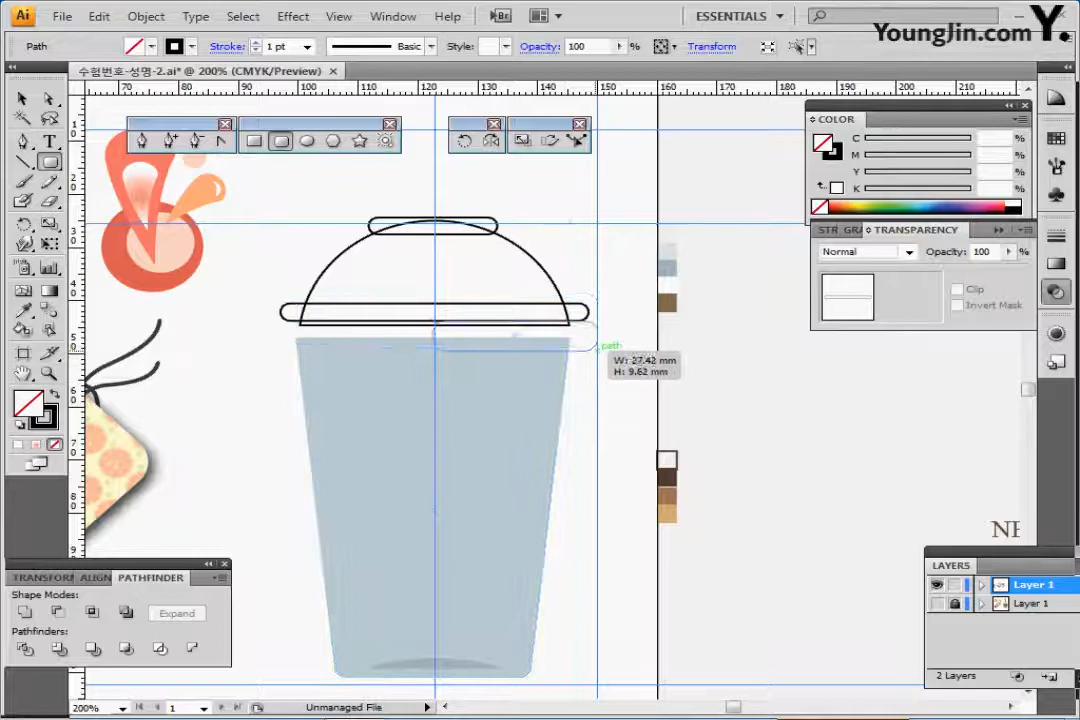 Ai File Edit Object Type Select Effect View Window Help Br ESSENTIALS
YoungJin.com Y.
Path Stroke: 1 pt Basic Style: Opacity: 100 % Transform
수험번호-성명-2.ai* @ 200% (CMYK/Preview)
70 80 90 100 110 120 130 140 150 160 170 180 190 200 210
COLOR
C %
M %
Y %
K %
STR GRA TRANSPARENCY
Normal Opacity: 100 %
Clip
Invert Mask
path
W: 27.42 mm
H: 9.62 mm
NE
TRANSFORM ALIGN PATHFINDER
Shape Modes:
Expand
Pathfinders:
LAYERS
Layer 1
Layer 1
2 Layers
200% 1 Unmanaged File